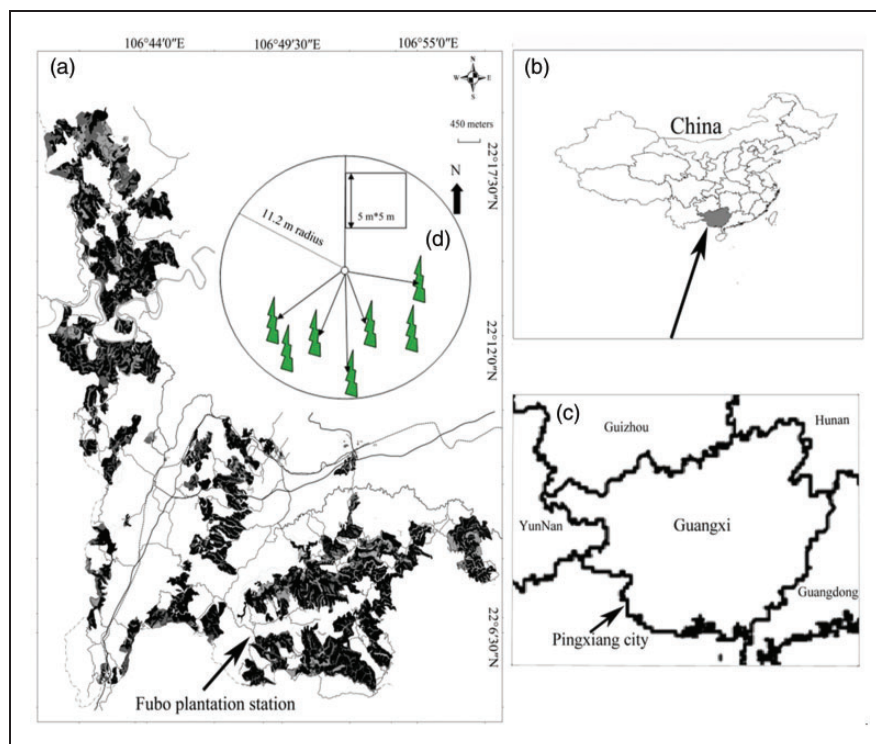 106°44′0″E 106°49′30″E 106°55′0″E
(a)
N
W E
S
450 meters
22°17′30″N
N
5 m*5 m
11.2 m radius
(d)
22°12′0″N
22°6′30″N
Fubo plantation station
(b)
China
(c)
Guizhou
Hunan
YunNan
Guangxi
Guangdong
Pingxiang city